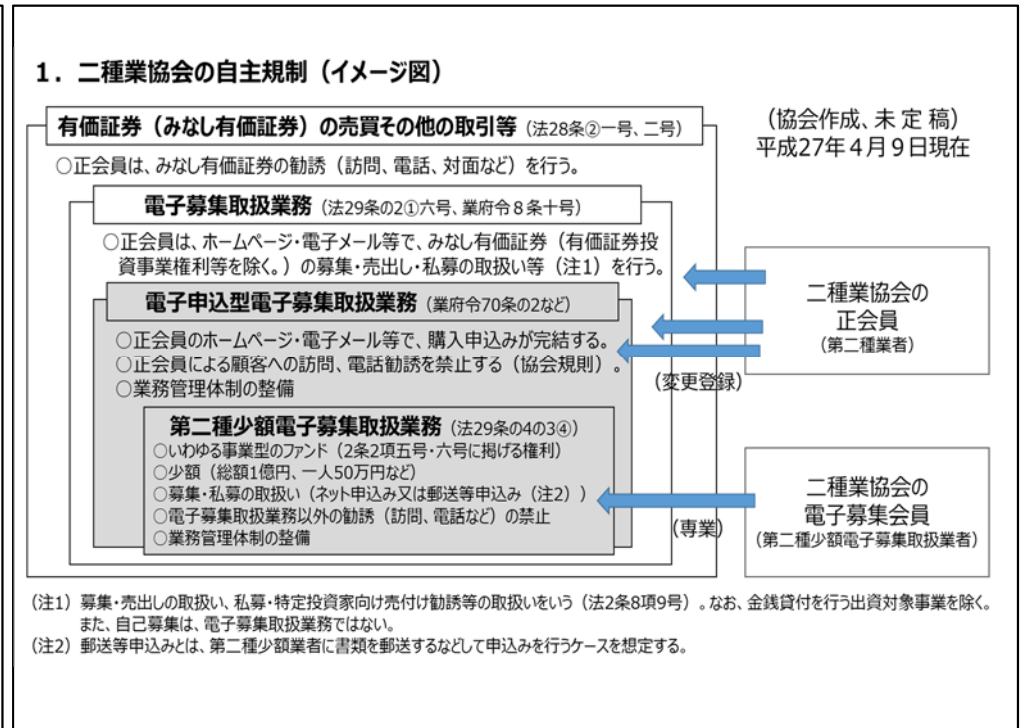 1．二種業協会の自主規制（イメージ図）
（協会作成、未 定 稿）
平成27年４月９日現在
有価証券（みなし有価証券）の売買その他の取引等（法28条②一号、二号）
○正会員は、みなし有価証券の勧誘（訪問、電話、対面など）を行う。
電子募集取扱業務（法29条の2①六号、業府令８条十号）
○正会員は、ホームページ・電子メール等で、みなし有価証券（有価証券投
資事業権利等を除く。）の募集・売出し・私募の取扱い等（注1）を行う。
電子申込型電子募集取扱業務（業府令70条の2など）
○正会員のホームページ・電子メール等で、購入申込みが完結する。
○正会員による顧客への訪問、電話勧誘を禁止する（協会規則）。
○業務管理体制の整備
第二種少額電子募集取扱業務（法29条の4の3④）
○いわゆる事業型のファンド（2条2項五号・六号に掲げる権利）
○少額（総額1億円、一人50万円など）
○募集・私募の取扱い（ネット申込み又は郵送等申込み（注2））
○電子募集取扱業務以外の勧誘（訪問、電話など）の禁止
○業務管理体制の整備
二種業協会の
正会員
（第二種業者）
（変更登録）
二種業協会の
電子募集会員
（第二種少額電子募集取扱業者）
（専業）
（注1）募集・売出しの取扱い、私募・特定投資家向け売付け勧誘等の取扱いをいう（法2条8項9号）。なお、金銭貸付を行う出資対象事業を除く。
また、自己募集は、電子募集取扱業務ではない。
（注2）郵送等申込みとは、第二種少額業者に書類を郵送するなどして申込みを行うケースを想定する。